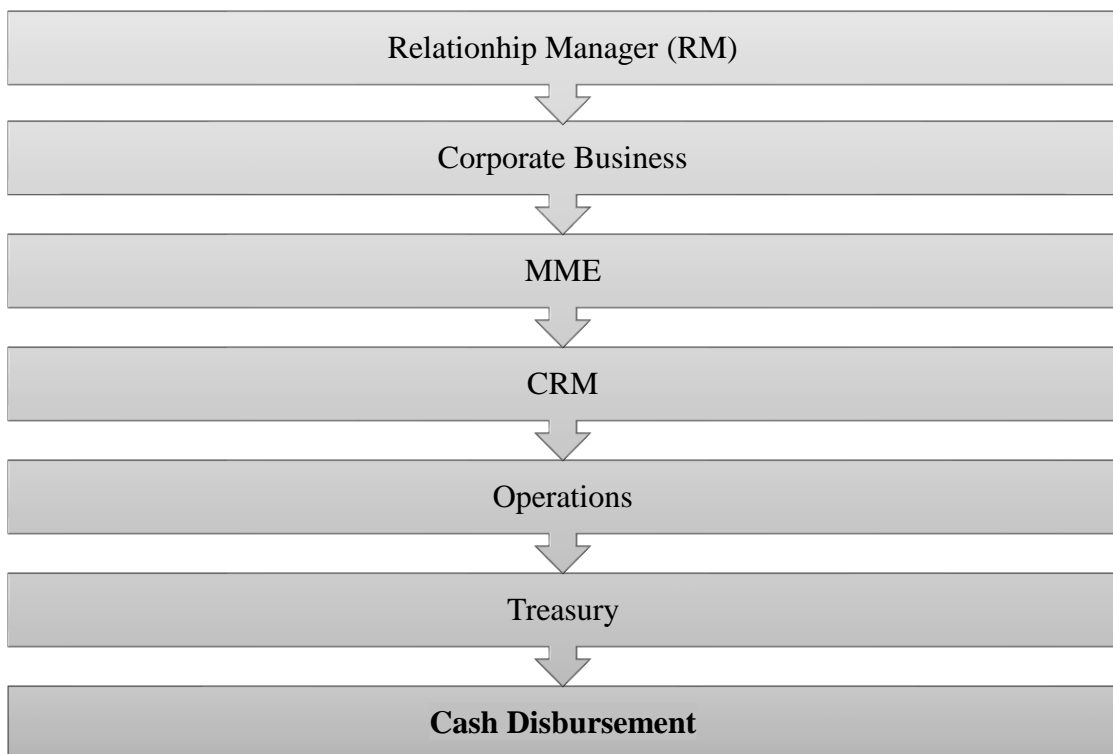 Relationhip Manager (RM)
Corporate Business
MME
CRM
Operations
Treasury
Cash Disbursement